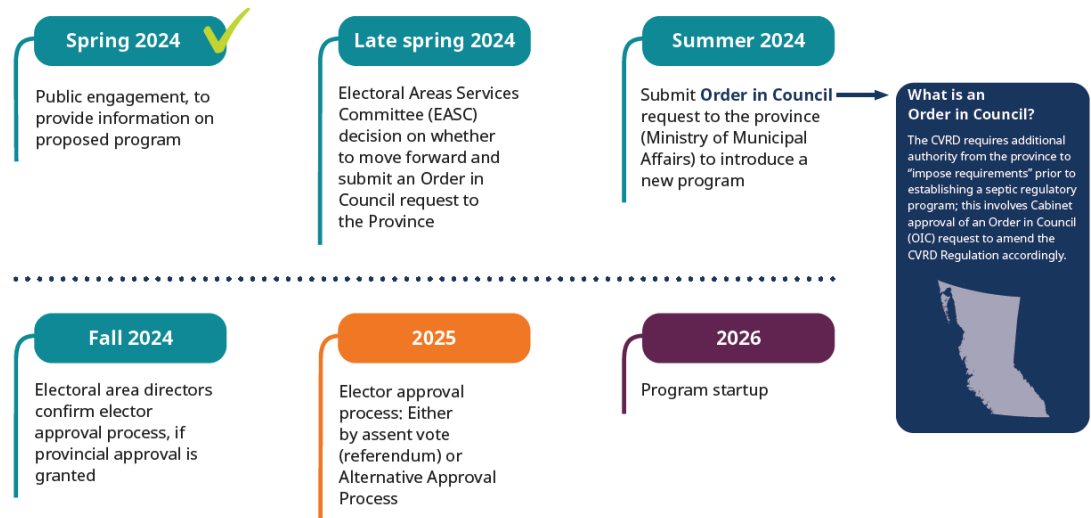 Spring 2024
Public engagement, to
provide information on
proposed program
Late spring 2024
Electoral Areas Services
Committee (EASC)
decision on whether
to move forward and
submit an Order in
Council request to
the Province
Summer 2024
Submit Order in Council
request to the province
(Ministry of Municipal
Affairs) to introduce a
new program
What is an
Order in Council?
The CVRD requires additional
authority from the province to
“impose requirements” prior to
establishing a septic regulatory
program; this involves Cabinet
approval of an Order in Council
(OIC) request to amend the
CVRD Regulation accordingly.
Fall 2024
Electoral area directors
confirm elector
approval process, if
provincial approval is
granted
2025
Elector approval
process: Either
by assent vote
(referendum) or
Alternative Approval
Process
2026
Program startup